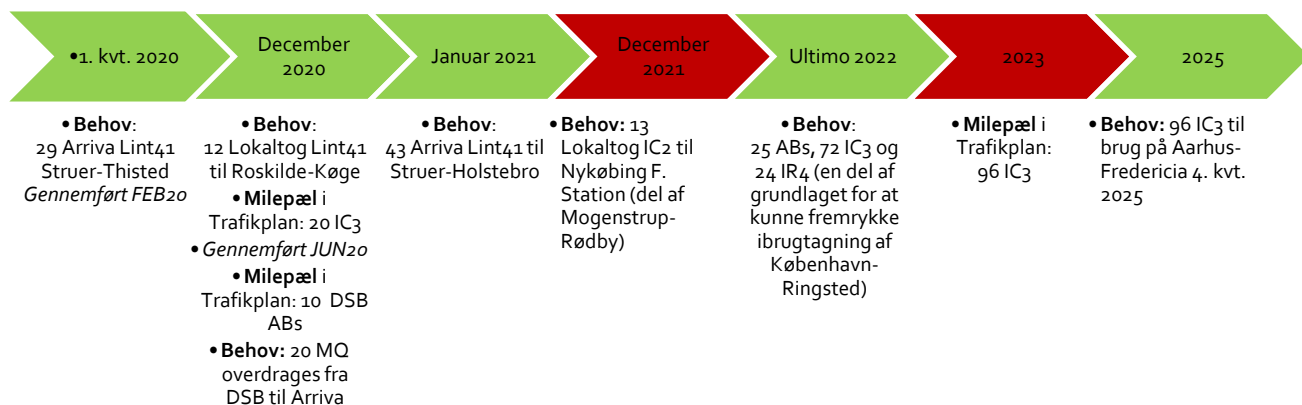 •1. kvt. 2020
December
2020
Januar 2021
December
2021
Ultimo 2022
2023
2025
•Behov:
29 Arriva Lint41
Struer-Thisted
Gennemført FEB20
•Behov:
12 Lokaltog Lint41
til Roskilde-Køge
•Milepæl i
Trafikplan: 20 IC3
•Gennemført JUN20
•Milepæl i
Trafikplan: 10 DSB
ABs
•Behov: 20 MQ
overdrages fra
DSB til Arriva
•Behov:
43 Arriva Lint41 til
Struer-Holstebro
•Behov: 13
Lokaltog IC2 til
Nykøbing F.
Station (del af
Mogenstrup-
Rødby)
•Behov:
25 ABs, 72 IC3 og
24 IR4 (en del af
grundlaget for at
kunne fremrykke
ibrugtagning af
København-
Ringsted)
•Milepæl i
Trafikplan:
96 IC3
•Behov: 96 IC3 til
brug på Aarhus-
Fredericia 4. kvt.
2025